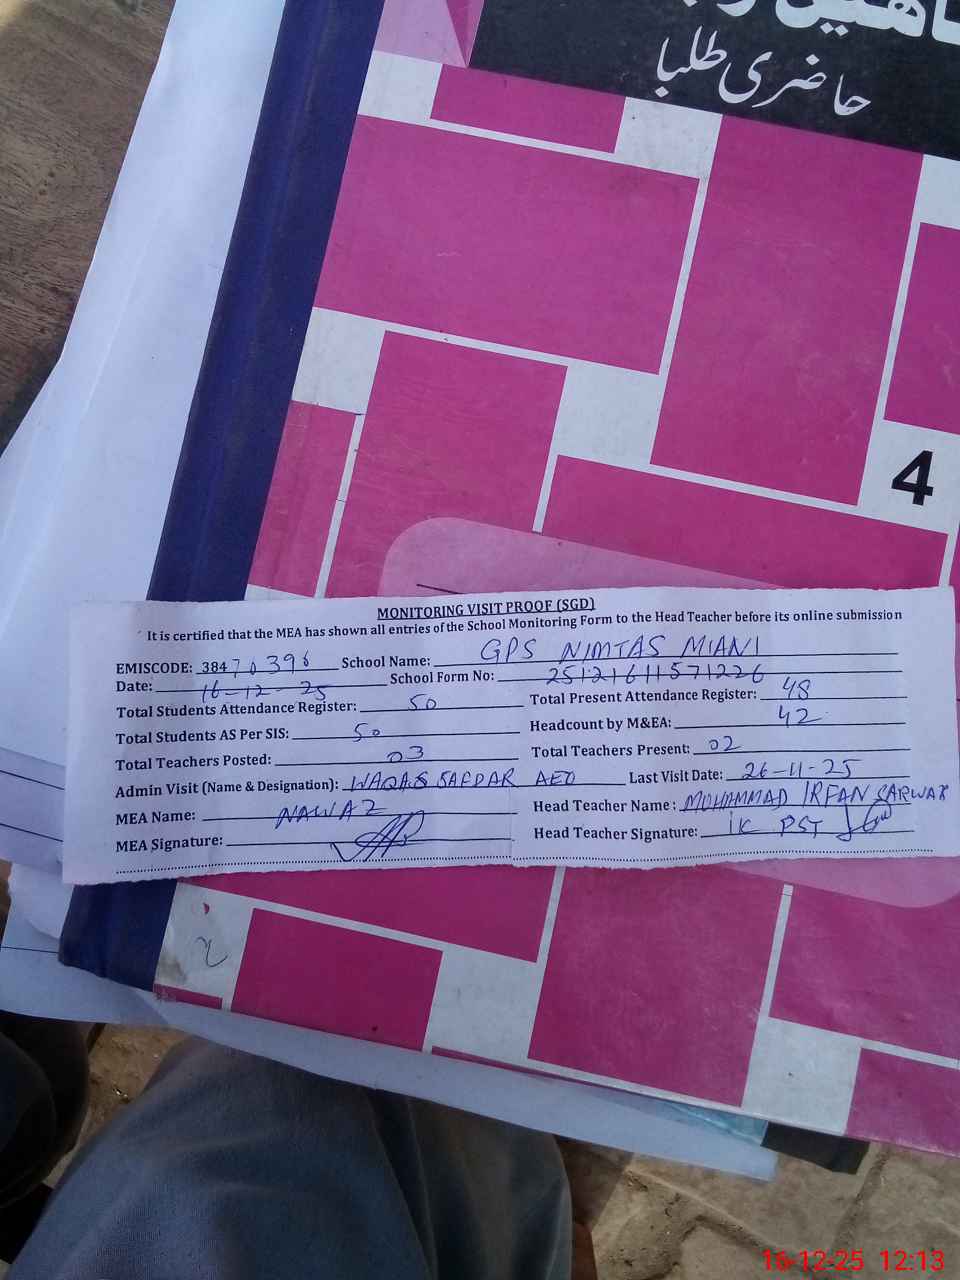 حاضری طلبا
4
MONITORING VISIT PROOF (SGD)
It is certified that the MEA has shown all entries of the School Monitoring Form to the Head Teacher before its online submission
EMISCODE: 38470396 School Name: GPS NIMTAS MIANI
Date: 16-12-25 School Form No: 25121611571226
Total Students Attendance Register: 50 Total Present Attendance Register: 48
Total Students AS Per SIS: 50 Headcount by M&EA: 42
Total Teachers Posted: 03 Total Teachers Present: 02
Admin Visit (Name & Designation): WAQAS SAFDAR AEO Last Visit Date: 26-11-25
MEA Name: NAWAZ Head Teacher Name: MOHAMMAD IRFAN SARWAR
MEA Signature: Head Teacher Signature: PST
16-12-25 12:13